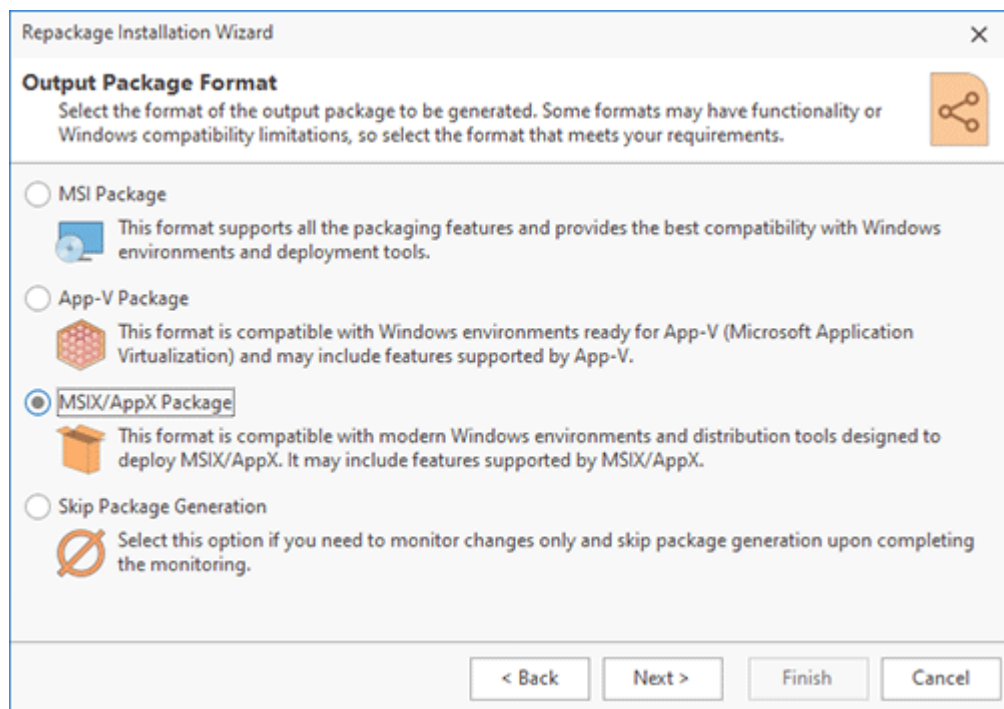 Repackage Installation Wizard
Output Package Format
Select the format of the output package to be generated. Some formats may have functionality or
Windows compatibility limitations, so select the format that meets your requirements.
MSI Package
This format supports all the packaging features and provides the best compatibility with Windows
environments and deployment tools.
App-V Package
This format is compatible with Windows environments ready for App-V (Microsoft Application
Virtualization) and may include features supported by App-V.
MSIX/AppX Package
This format is compatible with modern Windows environments and distribution tools designed to
deploy MSIX/AppX. It may include features supported by MSIX/AppX.
Skip Package Generation
Select this option if you need to monitor changes only and skip package generation upon completing
the monitoring.
< Back Next > Finish Cancel